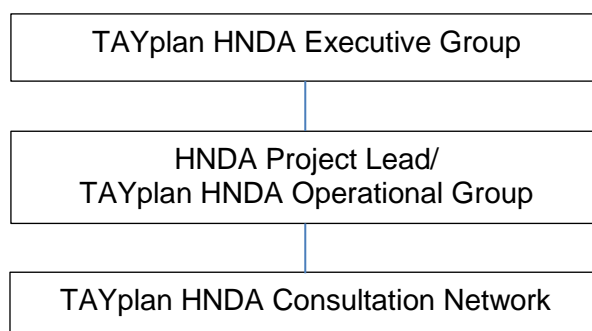 TAYplan HNDA Executive Group
HNDA Project Lead/
TAYplan HNDA Operational Group
TAYplan HNDA Consultation Network